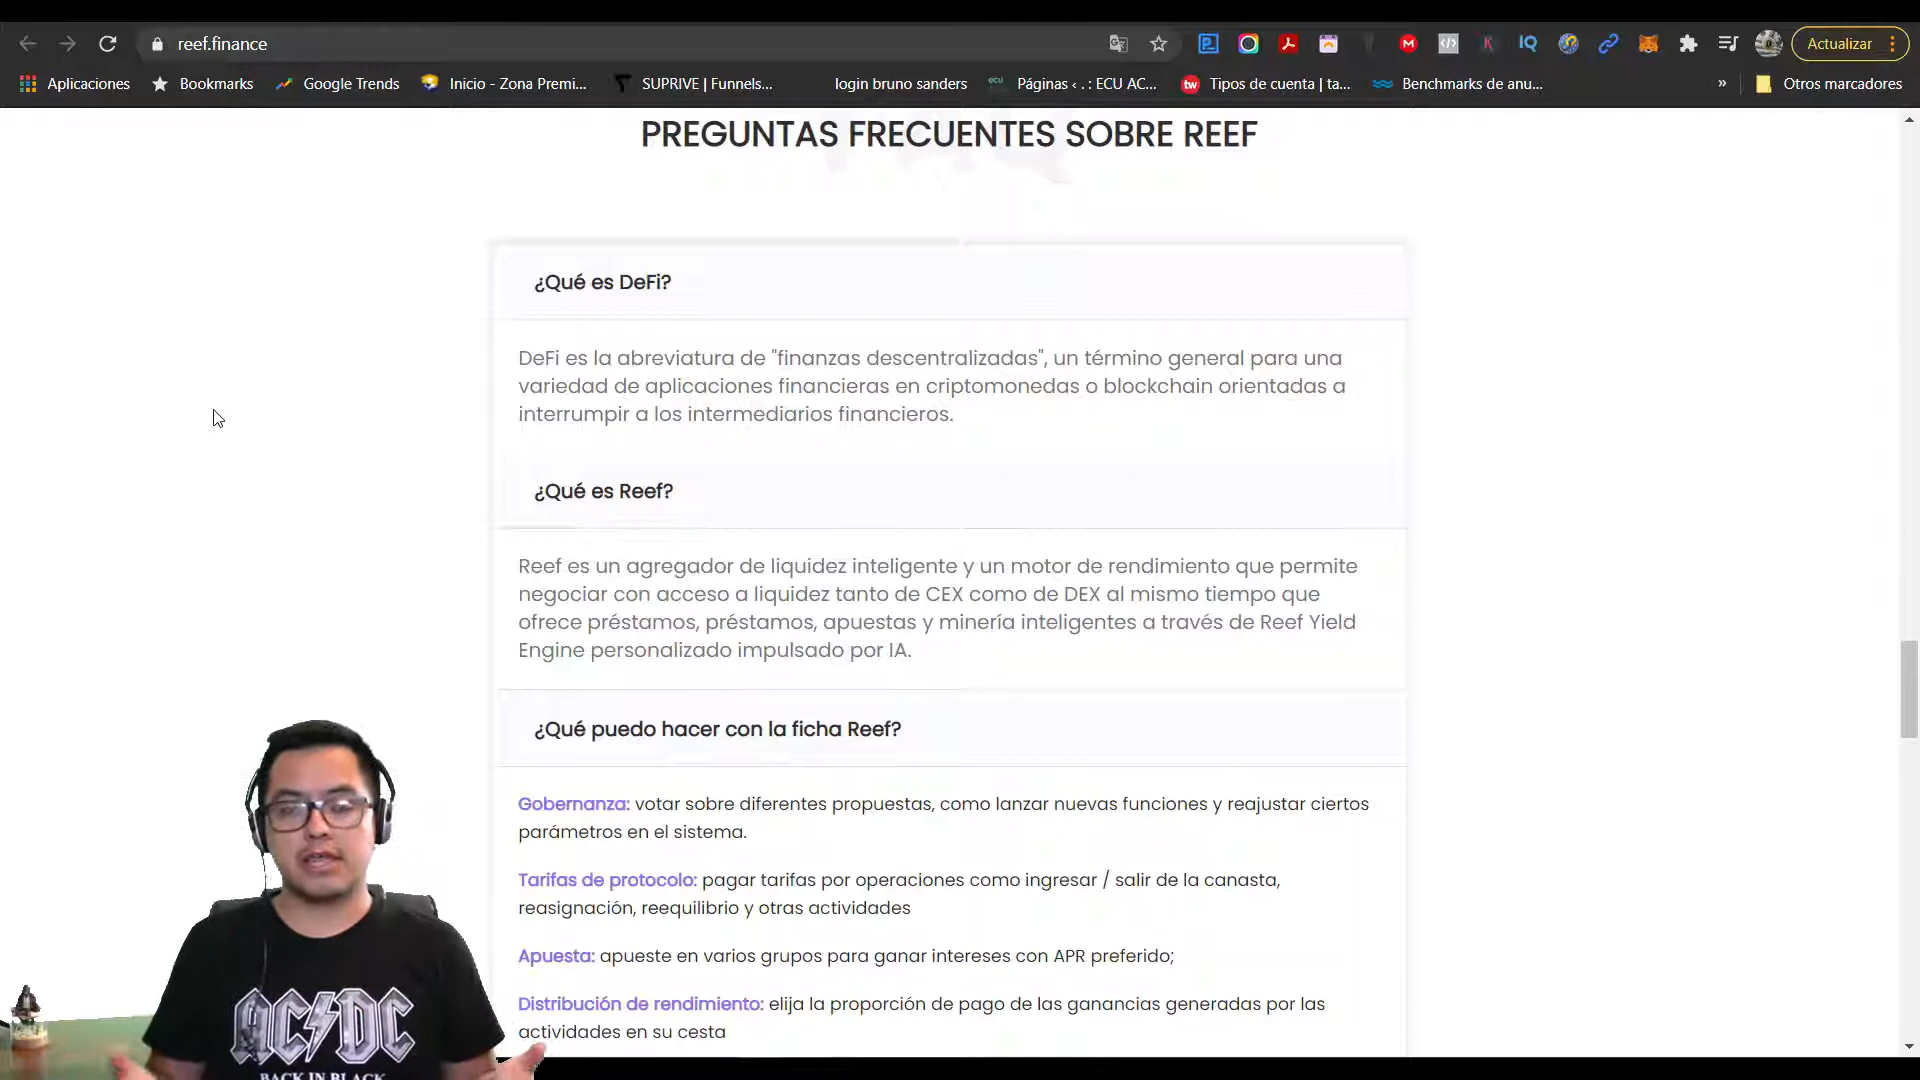 reef.finance
Actualizar
Aplicaciones
Bookmarks
Google Trends
Inicio - Zona Premi...
SUPRIVE | Funnels...
login bruno sanders
ecu
Páginas ‹ . : ECU AC...
tw
Tipos de cuenta | ta...
Benchmarks de anu...
»
Otros marcadores
PREGUNTAS FRECUENTES SOBRE REEF
¿Qué es DeFi?
DeFi es la abreviatura de "finanzas descentralizadas", un término general para una
variedad de aplicaciones financieras en criptomonedas o blockchain orientadas a
interrumpir a los intermediarios financieros.
¿Qué es Reef?
Reef es un agregador de liquidez inteligente y un motor de rendimiento que permite
negociar con acceso a liquidez tanto de CEX como de DEX al mismo tiempo que
ofrece préstamos, préstamos, apuestas y minería inteligentes a través de Reef Yield
Engine personalizado impulsado por IA.
¿Qué puedo hacer con la ficha Reef?
Gobernanza: votar sobre diferentes propuestas, como lanzar nuevas funciones y reajustar ciertos
parámetros en el sistema.
Tarifas de protocolo: pagar tarifas por operaciones como ingresar / salir de la canasta,
reasignación, reequilibrio y otras actividades
Apuesta: apueste en varios grupos para ganar intereses con APR preferido;
Distribución de rendimiento: elija la proporción de pago de las ganancias generadas por las
actividades en su cesta
AC/DC
BACK IN BLACK